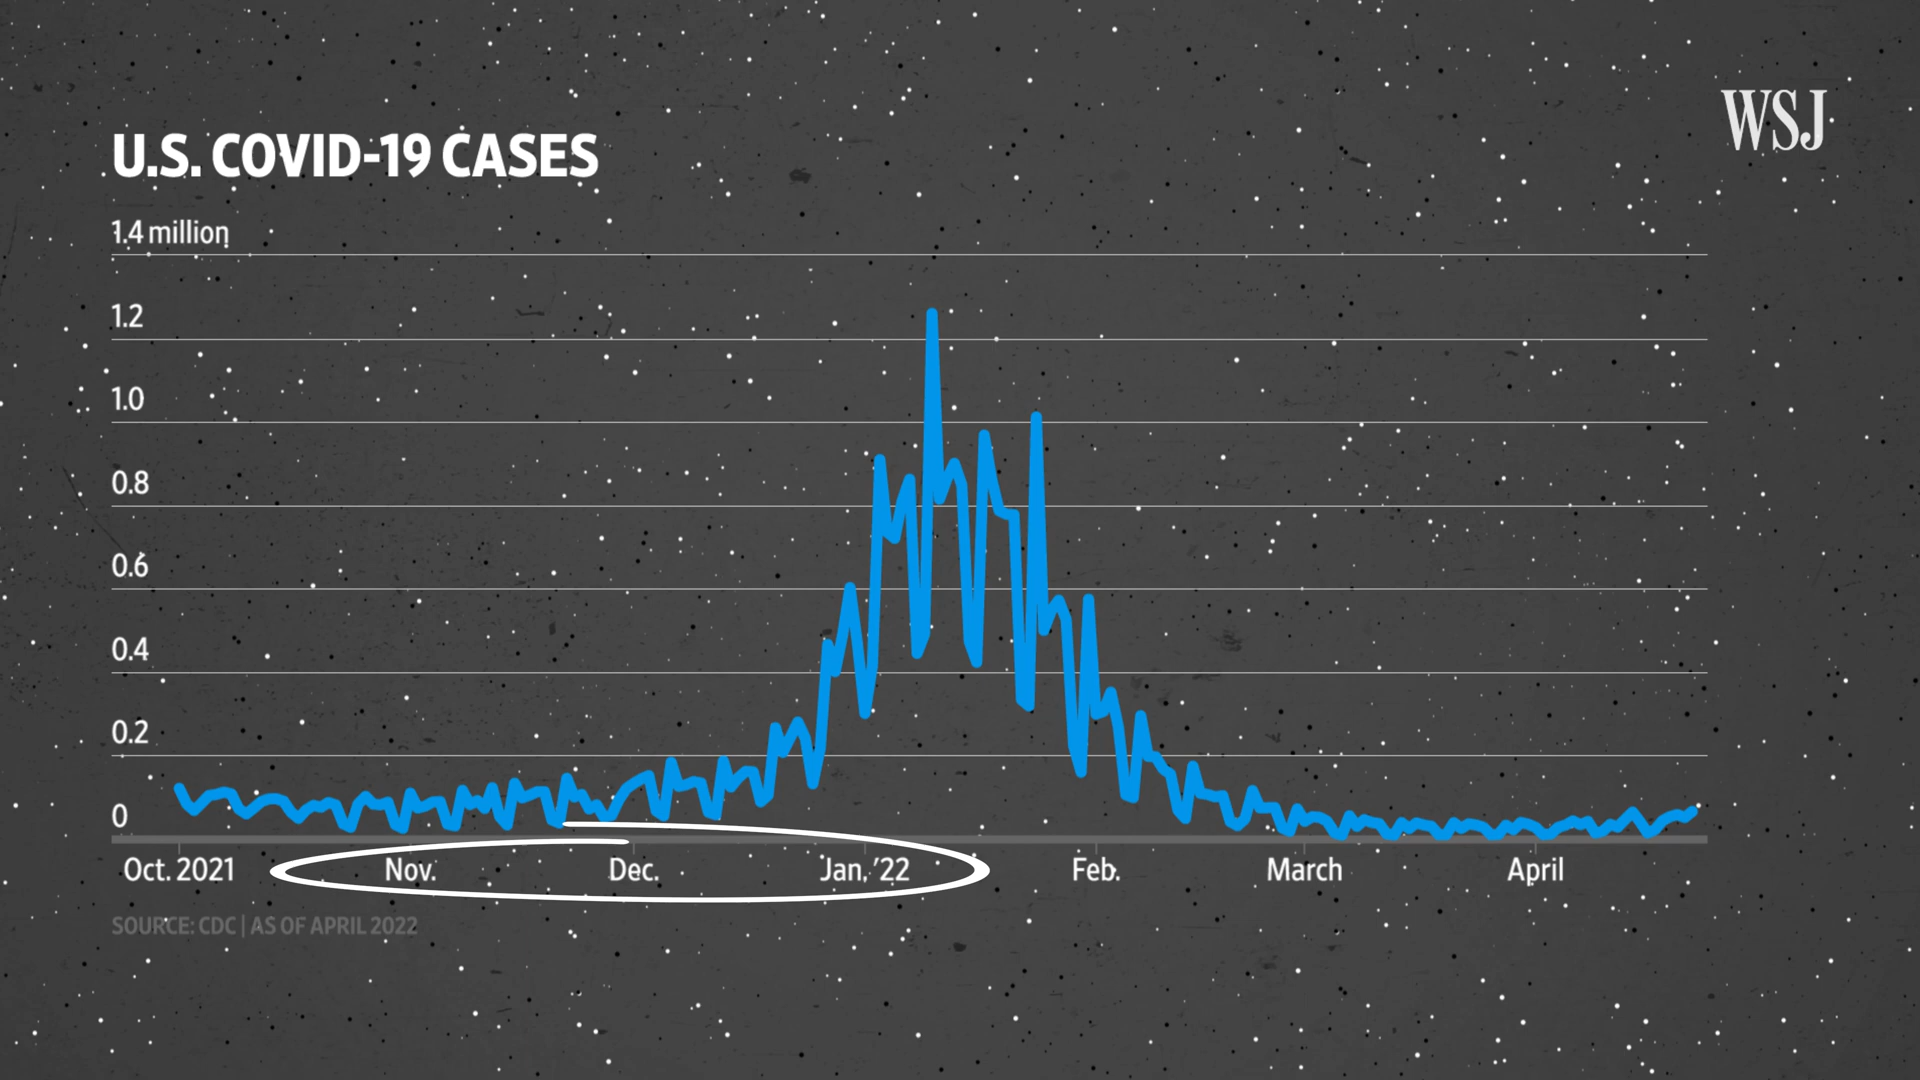 WSJ
U.S. COVID-19 CASES
1.4 million
1.2
1.0
0.8
0.6
0.4
0.2
0
Oct. 2021 Nov. Dec. Jan. ’22 Feb. March April
SOURCE: CDC | AS OF APRIL 2022